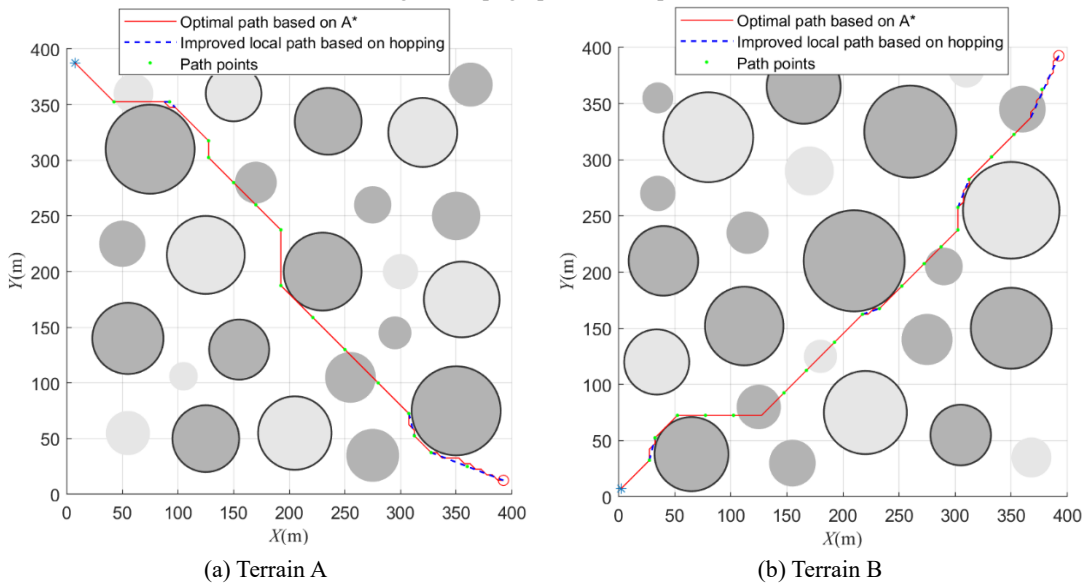 Optimal path based on A*
Improved local path based on hopping
Path points
400
350
300
250
200
150
100
50
0
Y(m)
0 50 100 150 200 250 300 350 400
X(m)
(a) Terrain A
Optimal path based on A*
Improved local path based on hopping
Path points
400
350
300
250
200
150
100
50
0
Y(m)
0 50 100 150 200 250 300 350 400
X(m)
(b) Terrain B